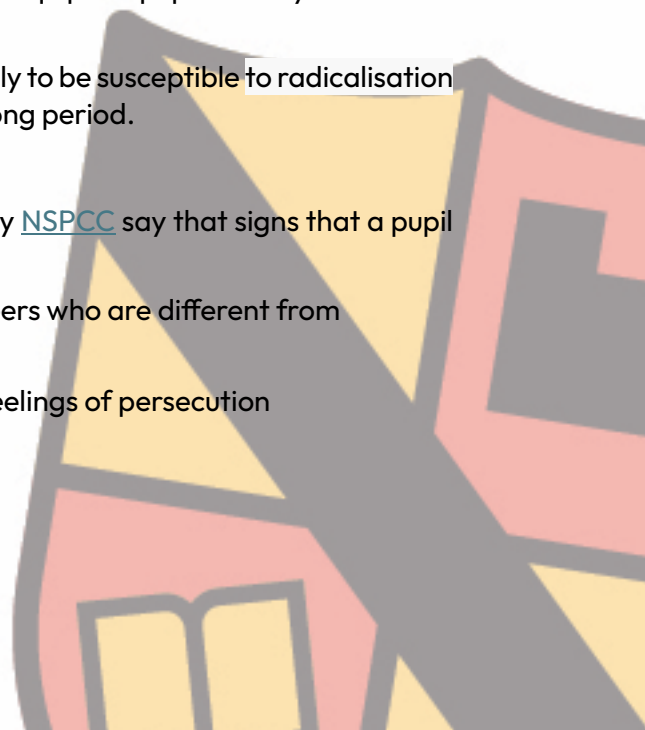 ly to be susceptible to radicalisation
ong period.
y NSPCC say that signs that a pupil
ers who are different from
eelings of persecution